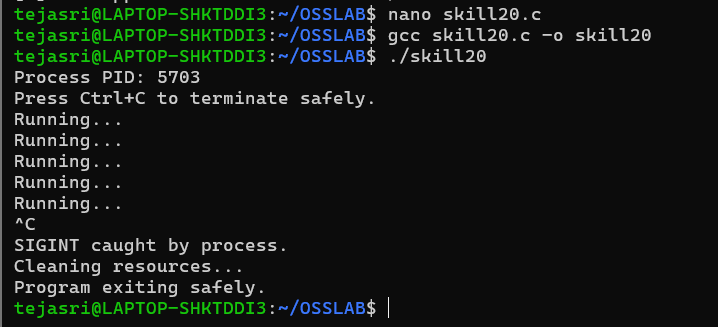 tejasri@LAPTOP-SHKTDDI3:~/OSSLAB$ nano skill20.c
tejasri@LAPTOP-SHKTDDI3:~/OSSLAB$ gcc skill20.c -o skill20
tejasri@LAPTOP-SHKTDDI3:~/OSSLAB$ ./skill20
Process PID: 5703
Press Ctrl+C to terminate safely.
Running...
Running...
Running...
Running...
Running...
^C
SIGINT caught by process.
Cleaning resources...
Program exiting safely.
tejasri@LAPTOP-SHKTDDI3:~/OSSLAB$